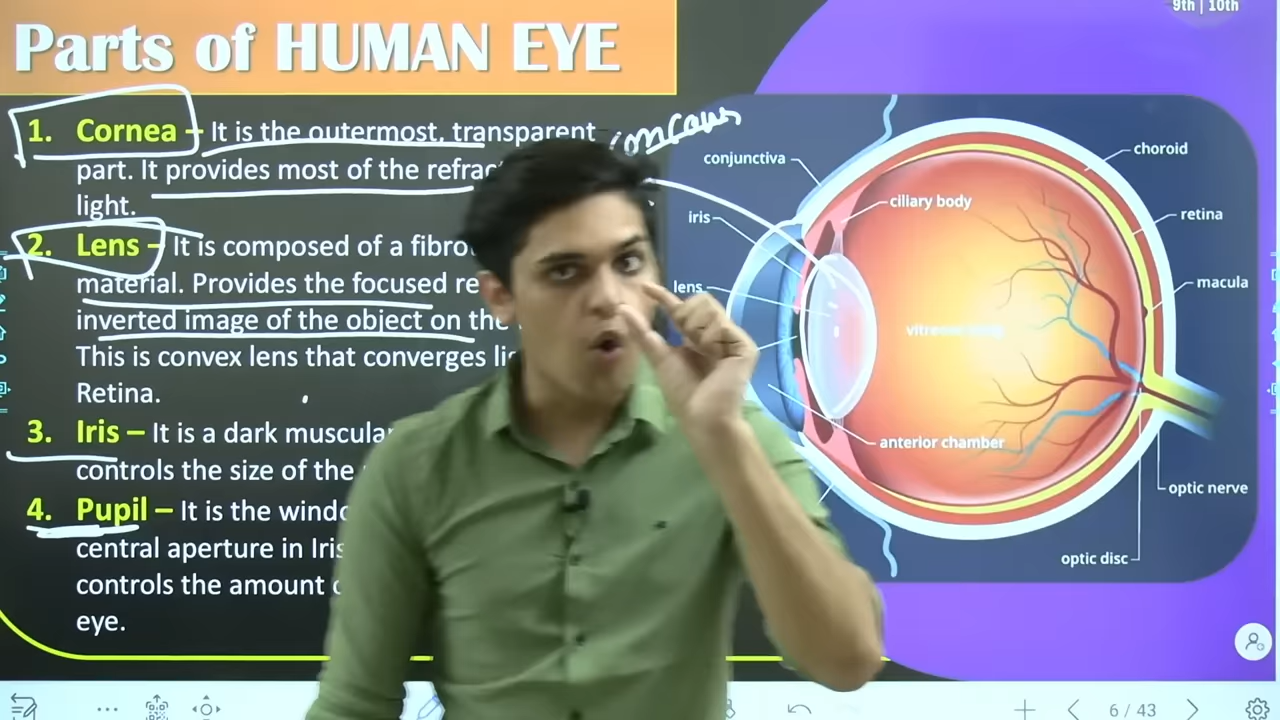 9th | 10th
Parts of HUMAN EYE
1. Cornea – It is the outermost, transparent
part. It provides most of the refrac
light.
2. Lens – It is composed of a fibro
material. Provides the focused re
inverted image of the object on the
This is convex lens that converges li
Retina.
3. Iris – It is a dark muscula
controls the size of the
4. Pupil – It is the windo
central aperture in Iris
controls the amount o
eye.
conjunctiva
choroid
ciliary body
iris
retina
lens
macula
anterior chamber
optic nerve
optic disc
6 / 43